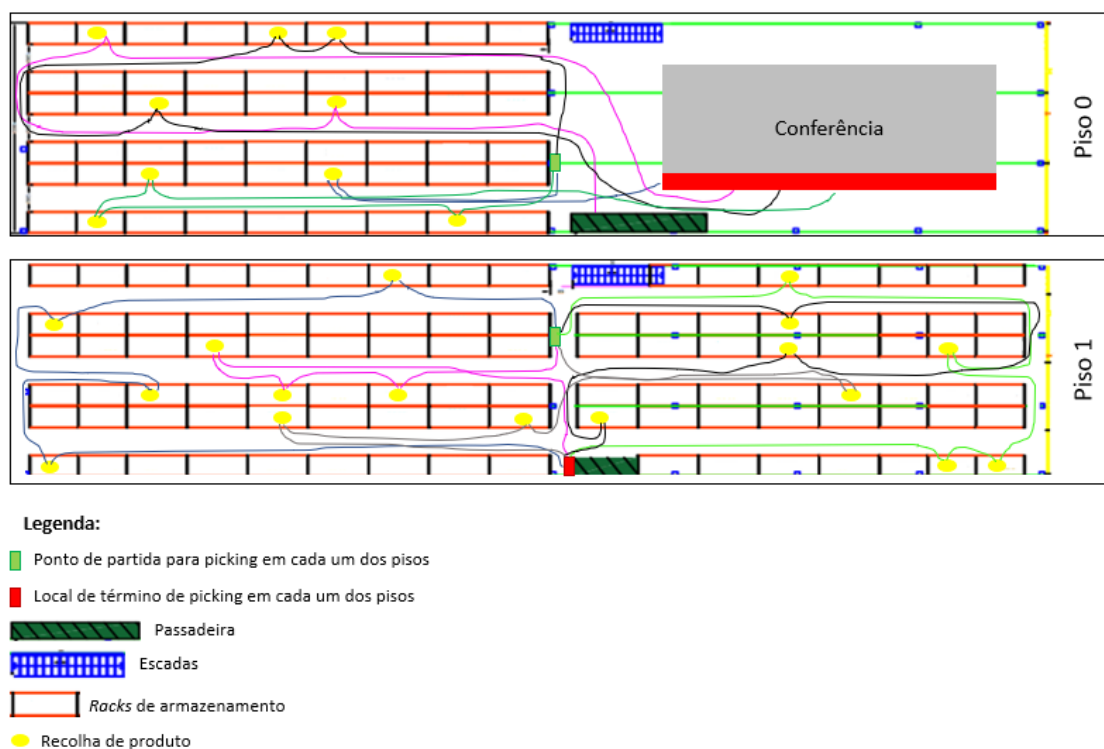 Piso 0
Conferência
Piso 1
Legenda:
Ponto de partida para picking em cada um dos pisos
Local de término de picking em cada um dos pisos
Passadeira
Escadas
Racks de armazenamento
Recolha de produto